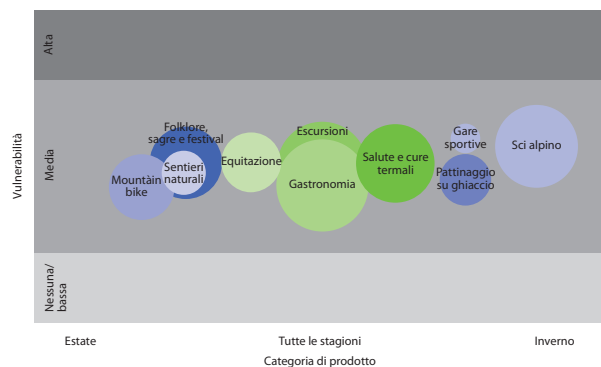 Vulnerabilità
Alta
Media
Nessuna/
bassa
Folklore,
sagre e festival
Sentieri
naturali
Mountàin
bike
Equitazione
Escursioni
Gastronomia
Salute e cure
termali
Gare
sportive
Pattinaggio
su ghiaccio
Sci alpino
Estate
Tutte le stagioni
Inverno
Categoria di prodotto